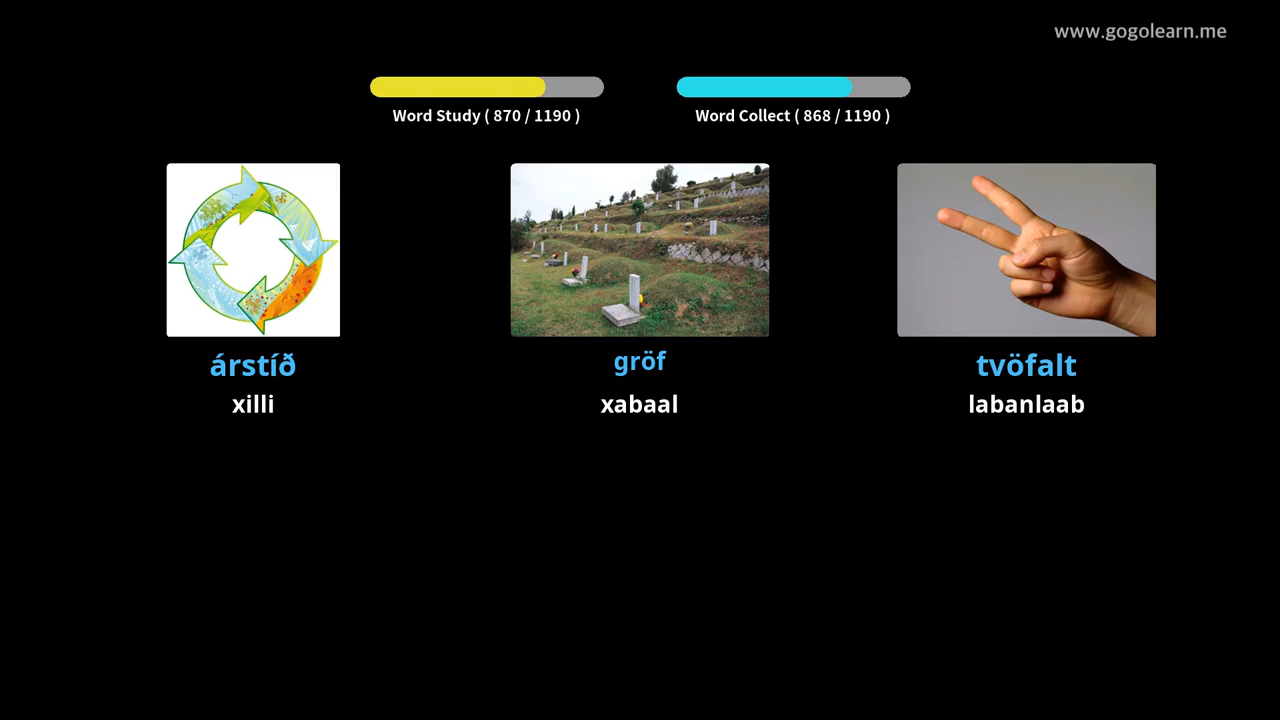 www.gogolearn.me
Word Study ( 870 / 1190 )
Word Collect ( 868 / 1190 )
árstíð
gröf
tvöfalt
xilli
xabaal
labanlaab